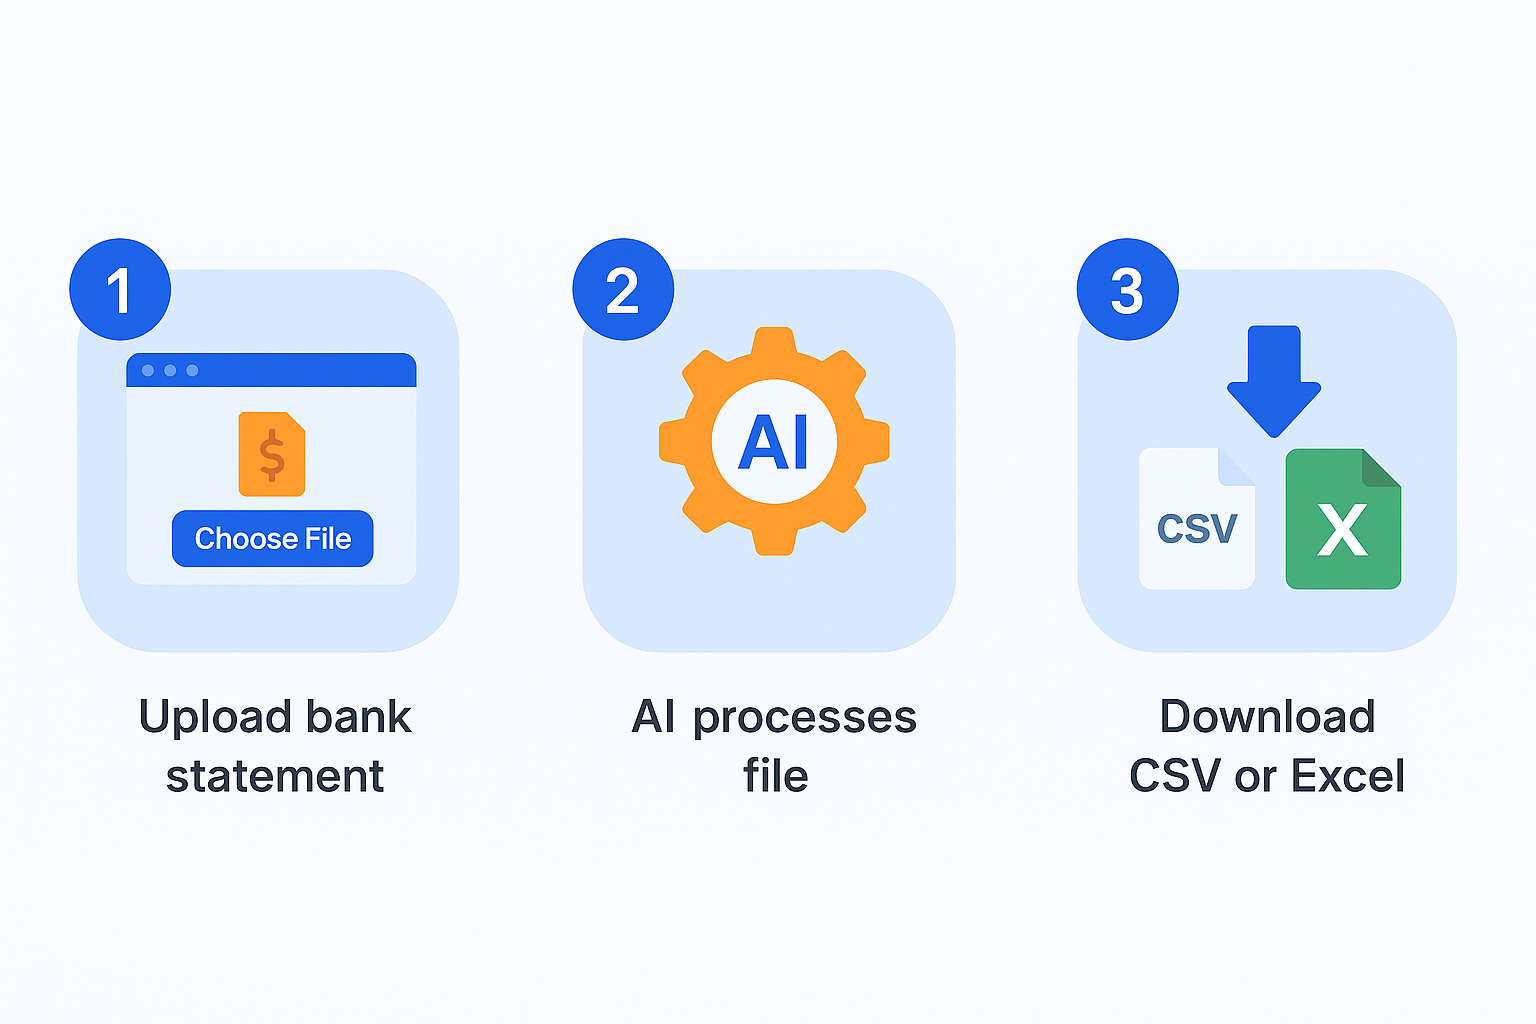 1
$
Choose File
Upload bank
statement
2
AI
AI processes
file
3
CSV
X
Download
CSV or Excel